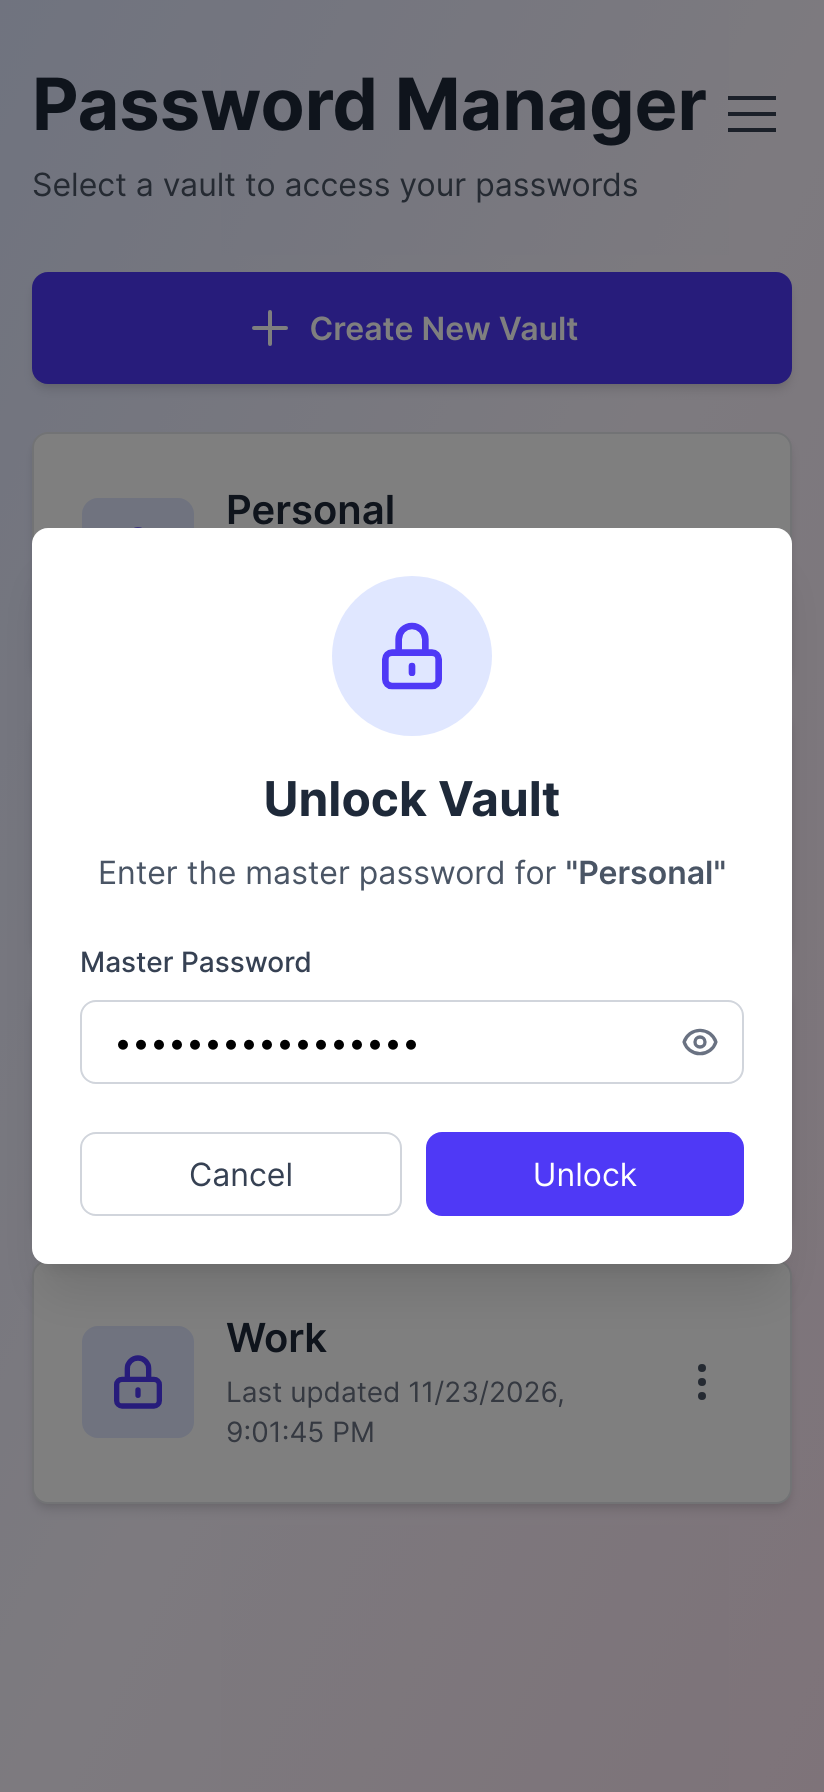 Password Manager
Select a vault to access your passwords
Create New Vault
Personal
Unlock Vault
Enter the master password for "Personal"
Master Password
•••••••••••••••••
Cancel
Unlock
Work
Last updated 11/23/2026,
9:01:45 PM